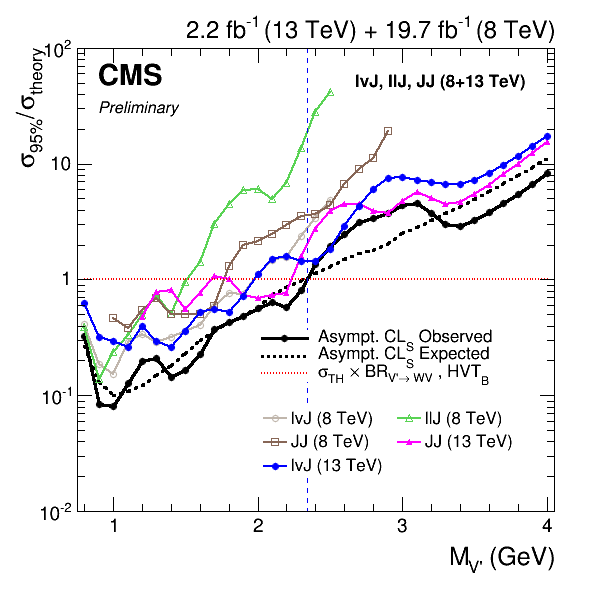 2.2 fb⁻¹ (13 TeV) + 19.7 fb⁻¹ (8 TeV)
CMS
Preliminary
lνJ, llJ, JJ (8+13 TeV)
σ95%/σtheory
10²
10
1
10⁻¹
10⁻²
Asympt. CLS Observed
Asympt. CLS Expected
σTH × BRV'→ WV , HVTB
lνJ (8 TeV)
llJ (8 TeV)
JJ (8 TeV)
JJ (13 TeV)
lνJ (13 TeV)
1 2 3 4
MV' (GeV)